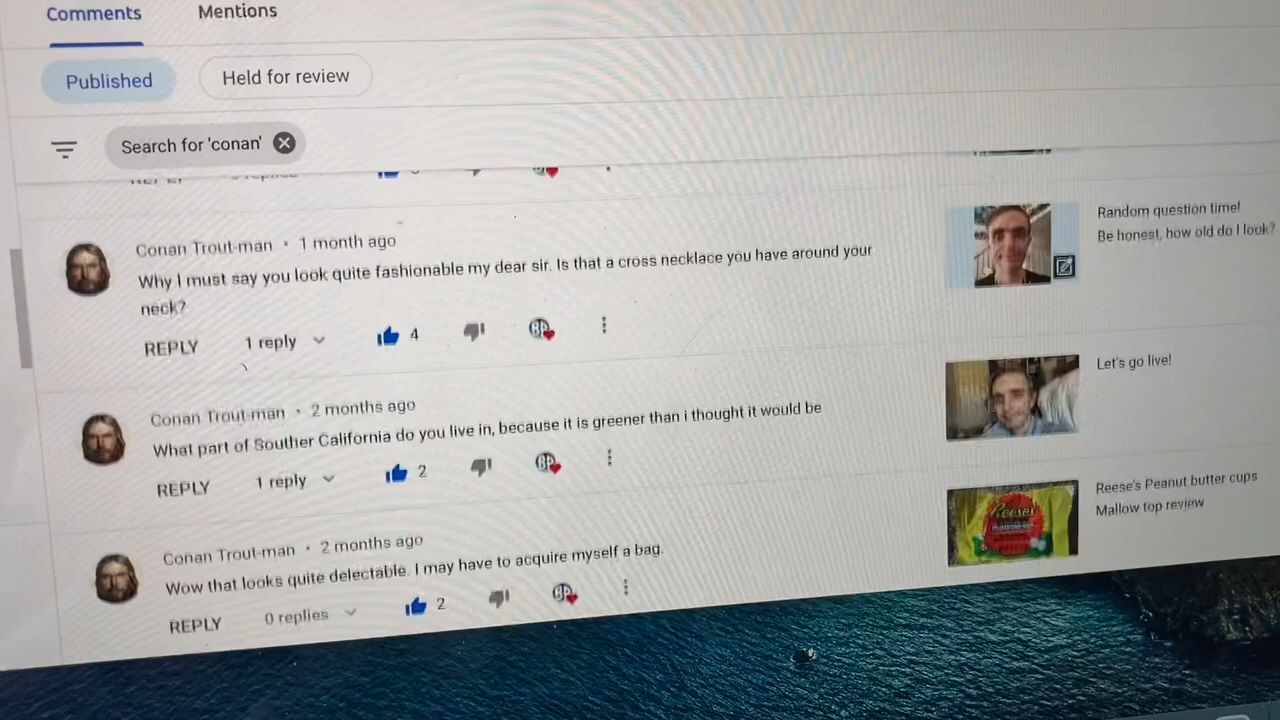 Comments Mentions
Published Held for review
Search for 'conan'
Conan Trout-man • 1 month ago
Why I must say you look quite fashionable my dear sir. Is that a cross necklace you have around your
neck?
REPLY 1 reply 4
Random question time!
Be honest, how old do I look?
Conan Trout-man • 2 months ago
What part of Souther California do you live in, because it is greener than i thought it would be
REPLY 1 reply 2
Let's go live!
Conan Trout-man • 2 months ago
Wow that looks quite delectable. I may have to acquire myself a bag.
REPLY 0 replies 2
Reese's Peanut butter cups
Mallow top review
Reese's